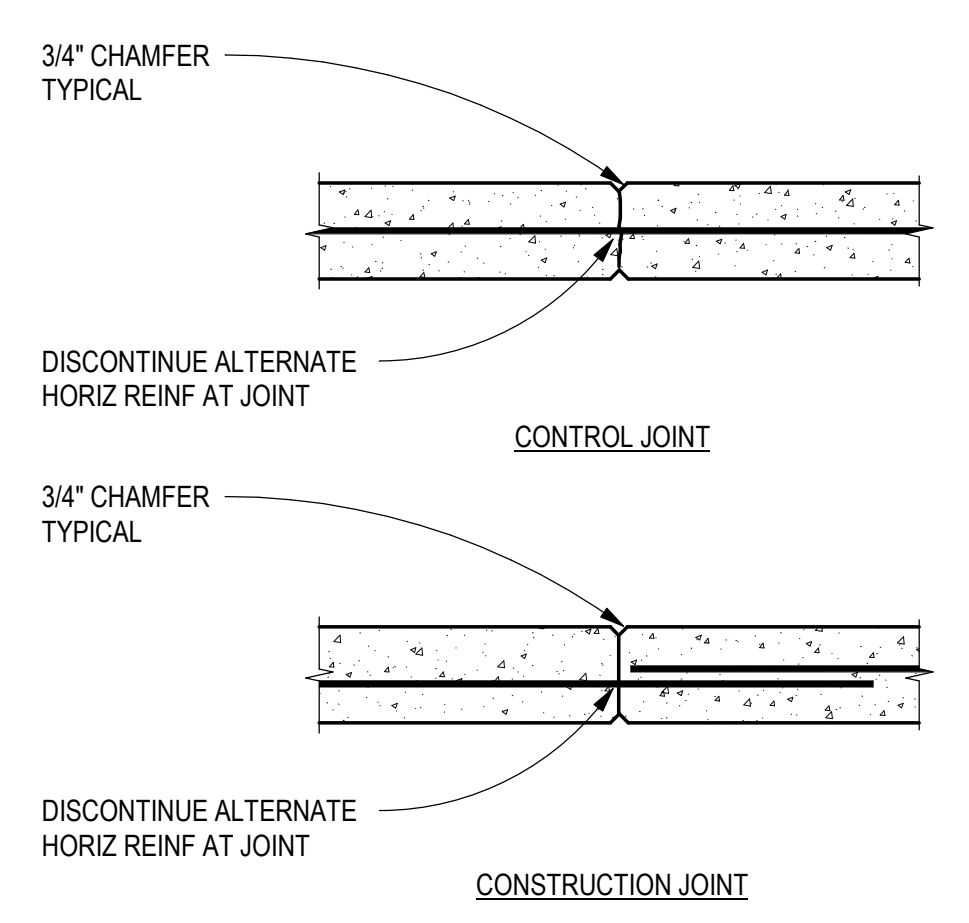 3/4" CHAMFER
TYPICAL
DISCONTINUE ALTERNATE
HORIZ REINF AT JOINT
CONTROL JOINT
3/4" CHAMFER
TYPICAL
DISCONTINUE ALTERNATE
HORIZ REINF AT JOINT
CONSTRUCTION JOINT